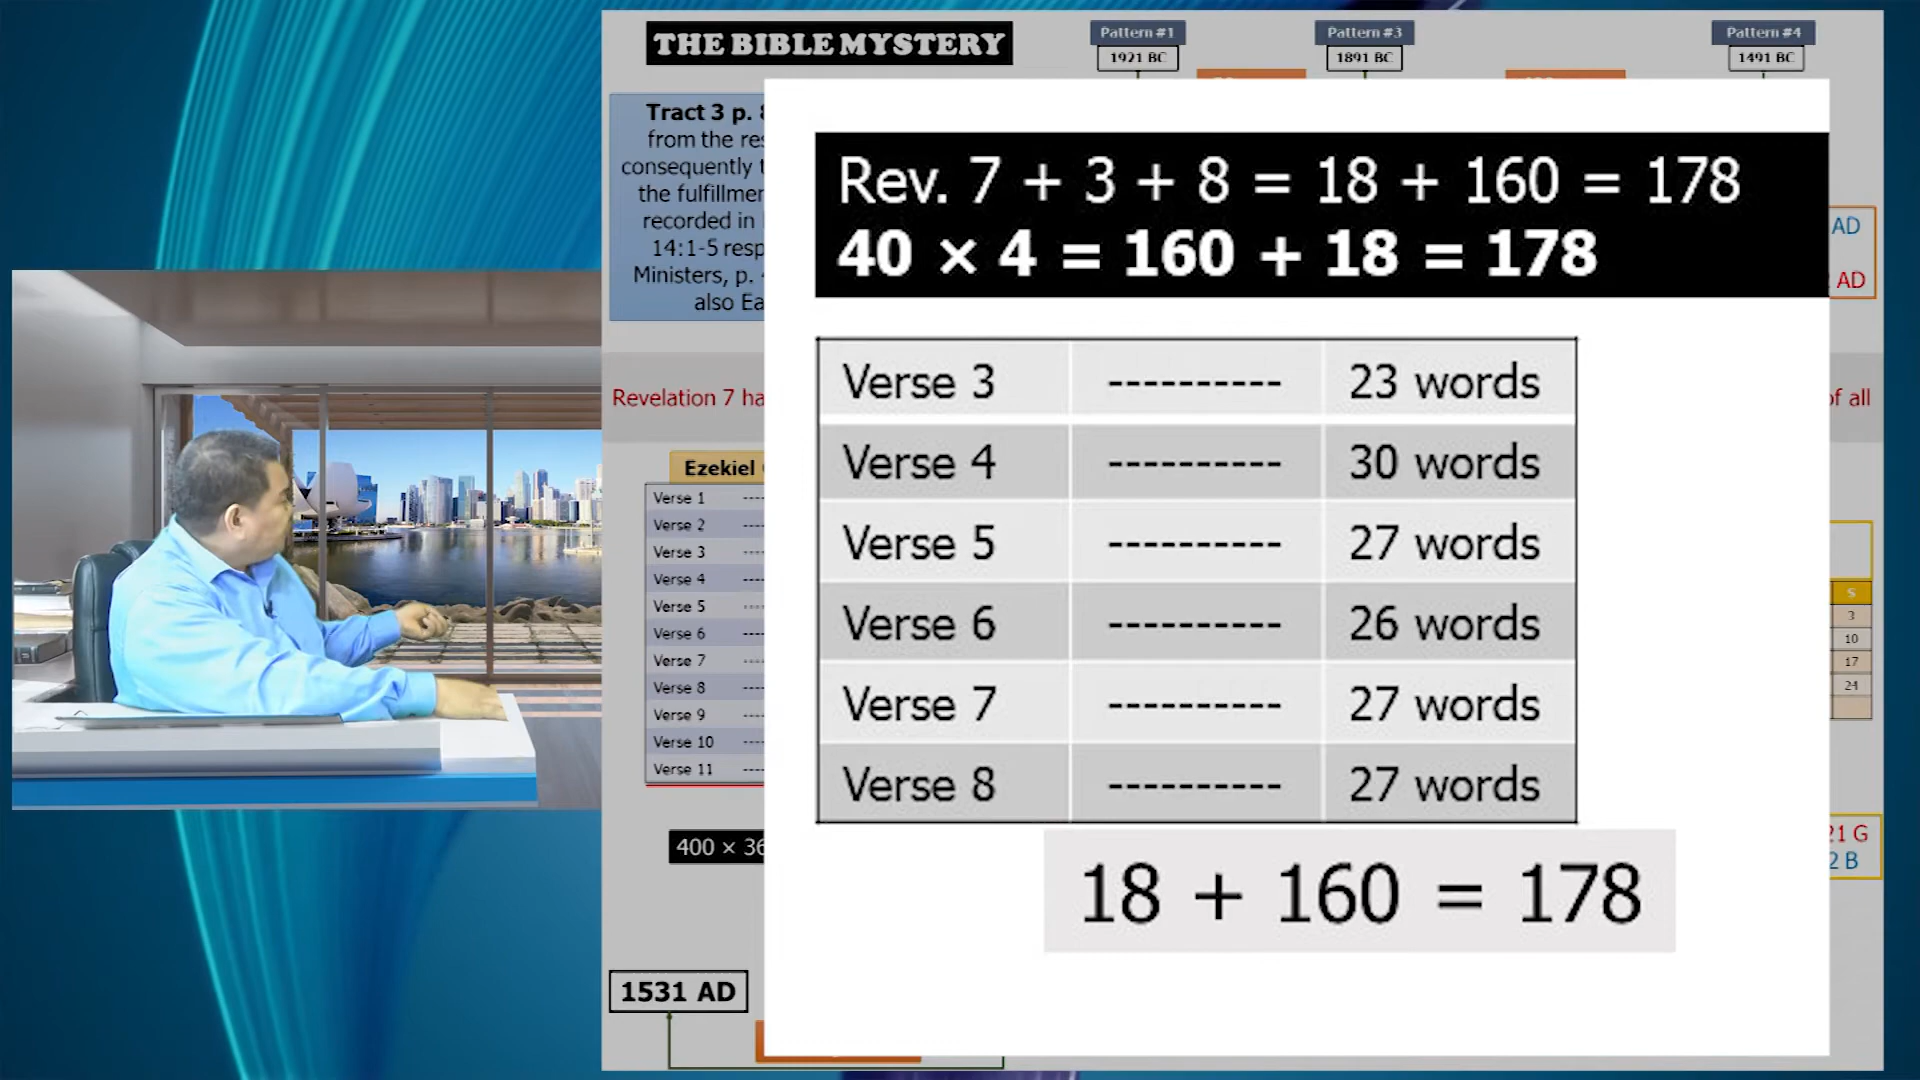 THE BIBLE MYSTERY
Pattern #1
1921 BC
Pattern #3
1891 BC
Pattern #4
1491 BC
Tract 3 p.
from the
consequently
the
recorded in
14:1-5
Ministers, p.
also
AD
AD
Rev. 7 + 3 + 8 = 18 + 160 = 178
40 × 4 = 160 + 18 = 178
Revelation 7
of all
Ezekiel
Verse 1 ----
Verse 2 ----
Verse 3 ----
Verse 4 ----
Verse 5 ----
Verse 6 ----
Verse 7 ----
Verse 8 ----
Verse 9 ----
Verse 10 ----
Verse 11 ----
Verse 3 ---------- 23 words
Verse 4 ---------- 30 words
Verse 5 ---------- 27 words
Verse 6 ---------- 26 words
Verse 7 ---------- 27 words
Verse 8 ---------- 27 words
18 + 160 = 178
S
3
10
17
24
21 G
2 B
400 × 36
1531 AD